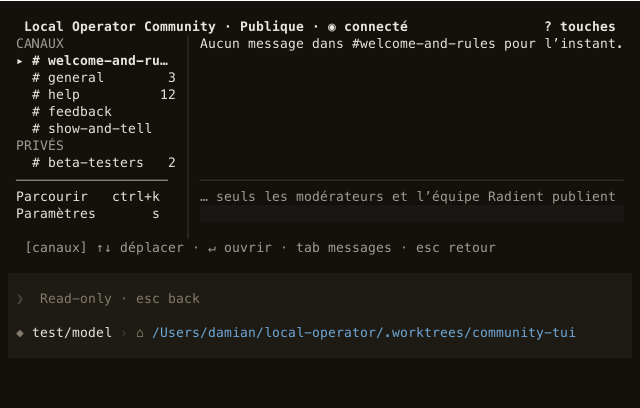 Local Operator Community · Publique · ◉ connecté ? touches
CANAUX
Aucun message dans #welcome-and-rules pour l’instant.
▸ # welcome-and-ru…
# general 3
# help 12
# feedback
# show-and-tell
PRIVÉS
# beta-testers 2
Parcourir ctrl+k
… seuls les modérateurs et l’équipe Radient publient
Paramètres s
[canaux] ↑↓ déplacer · ↵ ouvrir · tab messages · esc retour
❯ Read-only · esc back
◆ test/model › ⌂ /Users/damian/local-operator/.worktrees/community-tui